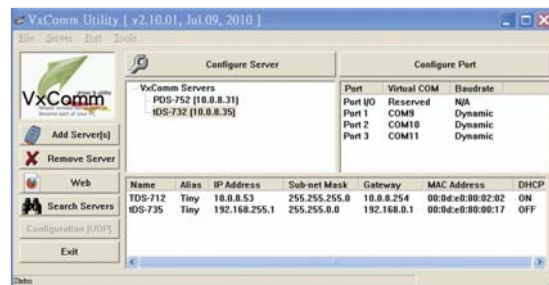 VxComm Utility [ v2.10.01, Jul.09, 2010 ]
File Server Port Tools
Configure Server
Configure Port
VxComm driver & utility
Add Server(s)
Remove Server
Web
Search Servers
Configuration (UDP)
Exit
VxComm Servers
PDS-752 (10.0.8.31)
tDS-732 (10.0.8.35)
Port Virtual COM Baudrate
Port I/O Reserved N/A
Port 1 COM9 Dynamic
Port 2 COM10 Dynamic
Port 3 COM11 Dynamic
Name Alias IP Address Sub-net Mask Gateway MAC Address DHCP
TDS-712 Tiny 10.0.8.53 255.255.255.0 10.0.8.254 00:0d:e0:80:02:02 ON
tDS-735 Tiny 192.168.255.1 255.255.0.0 192.168.0.1 00:0d:e0:80:00:17 OFF
Status